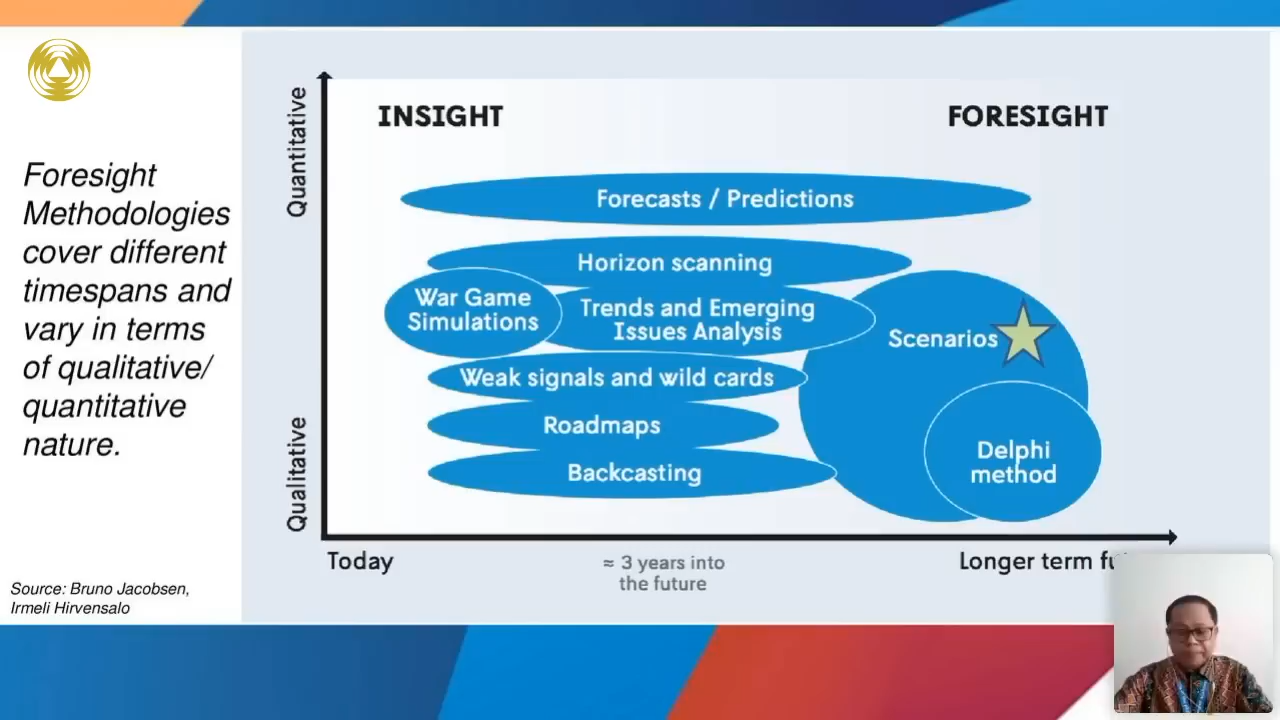 Foresight
Methodologies
cover different
timespans and
vary in terms
of qualitative/
quantitative
nature.
Source: Bruno Jacobsen,
Irmeli Hirvensalo
Quantitative
Qualitative
INSIGHT
FORESIGHT
Forecasts / Predictions
Horizon scanning
War Game
Simulations
Trends and Emerging
Issues Analysis
Scenarios
Weak signals and wild cards
Roadmaps
Delphi
method
Backcasting
Today
≈ 3 years into
the future
Longer term